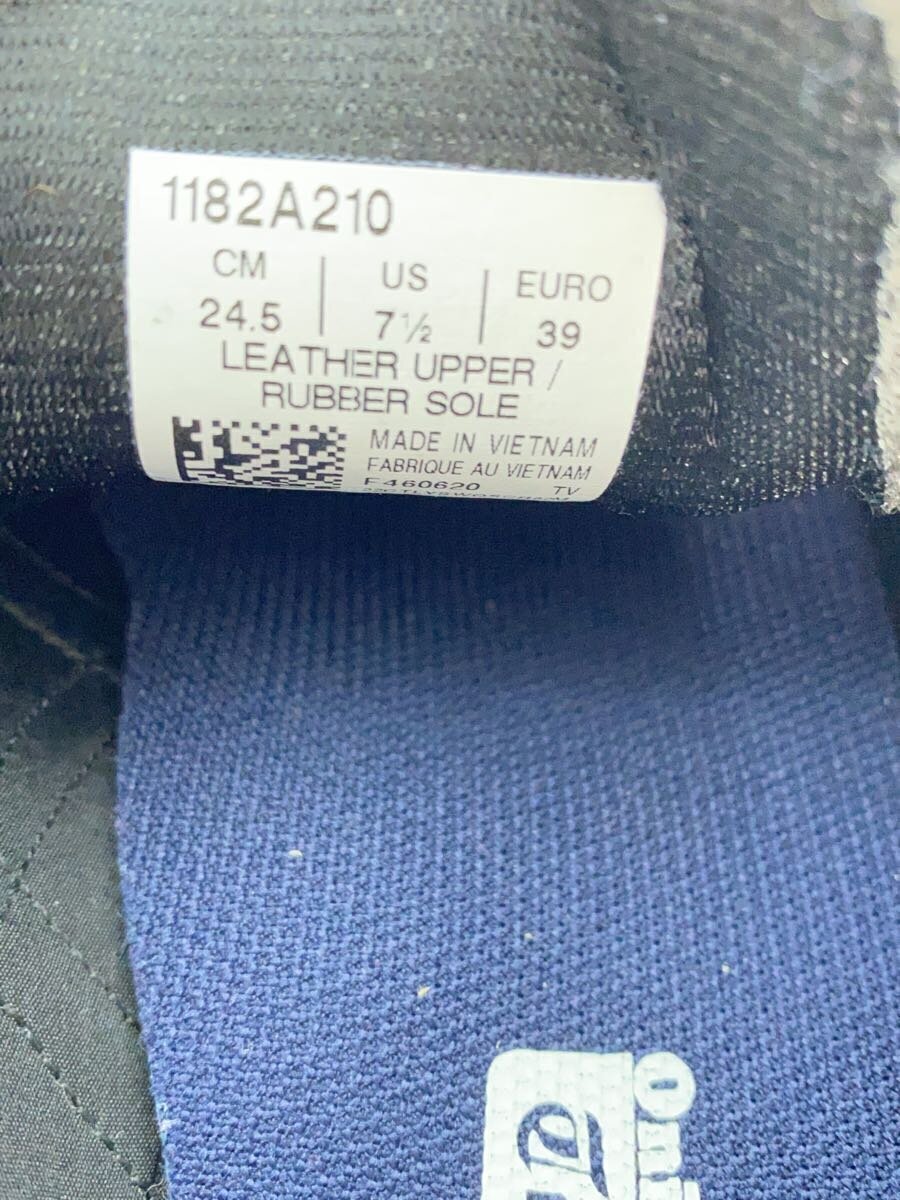 1182A210
CM US EURO
24.5 7½ 39
LEATHER UPPER /
RUBBER SOLE
MADE IN VIETNAM
FABRIQUE AU VIETNAM
F460620 TV